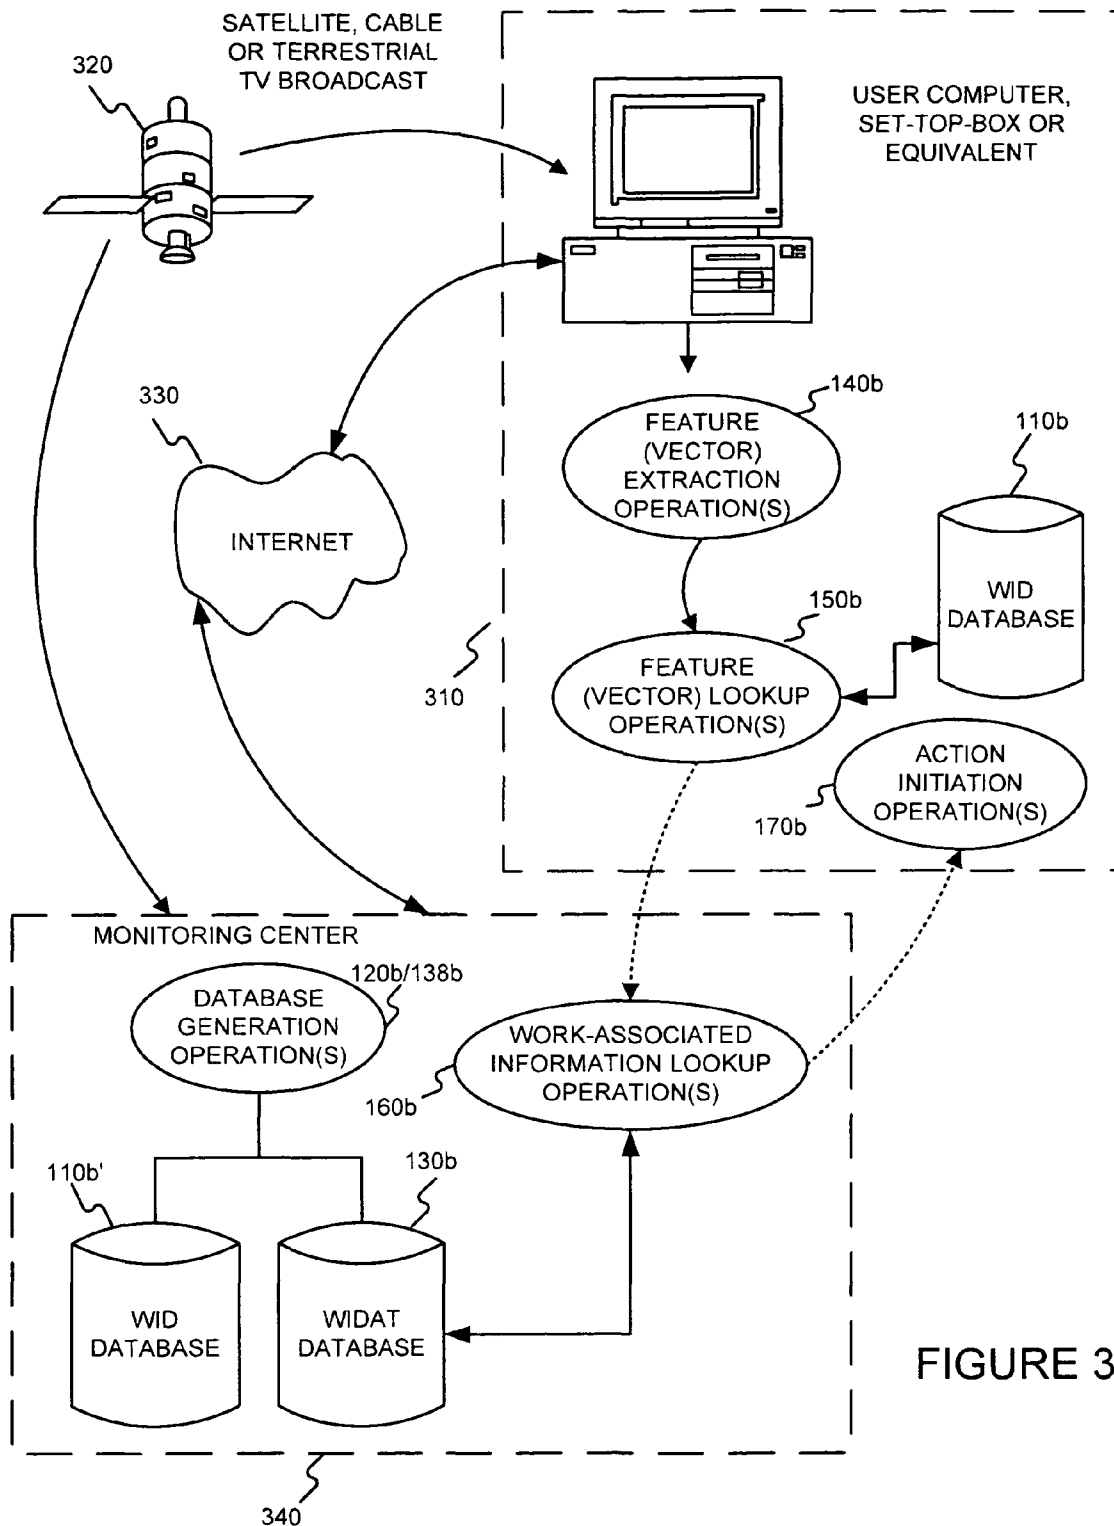 SATELLITE, CABLE
OR TERRESTRIAL
TV BROADCAST
320
USER COMPUTER,
SET-TOP-BOX OR
EQUIVALENT
140b
FEATURE
(VECTOR)
EXTRACTION
OPERATION(S)
110b
WID
DATABASE
330
INTERNET
150b
FEATURE
(VECTOR) LOOKUP
OPERATION(S)
310
ACTION
INITIATION
OPERATION(S)
170b
MONITORING CENTER
120b/138b
DATABASE
GENERATION
OPERATION(S)
WORK-ASSOCIATED
INFORMATION LOOKUP
OPERATION(S)
160b
110b'
130b
WID
DATABASE
WIDAT
DATABASE
FIGURE 3
340